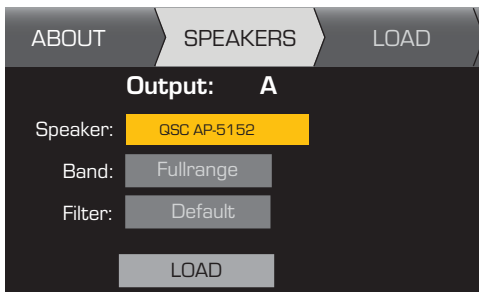 ABOUT SPEAKERS LOAD
Output: A
Speaker: QSC AP-5152
Band: Fullrange
Filter: Default
LOAD